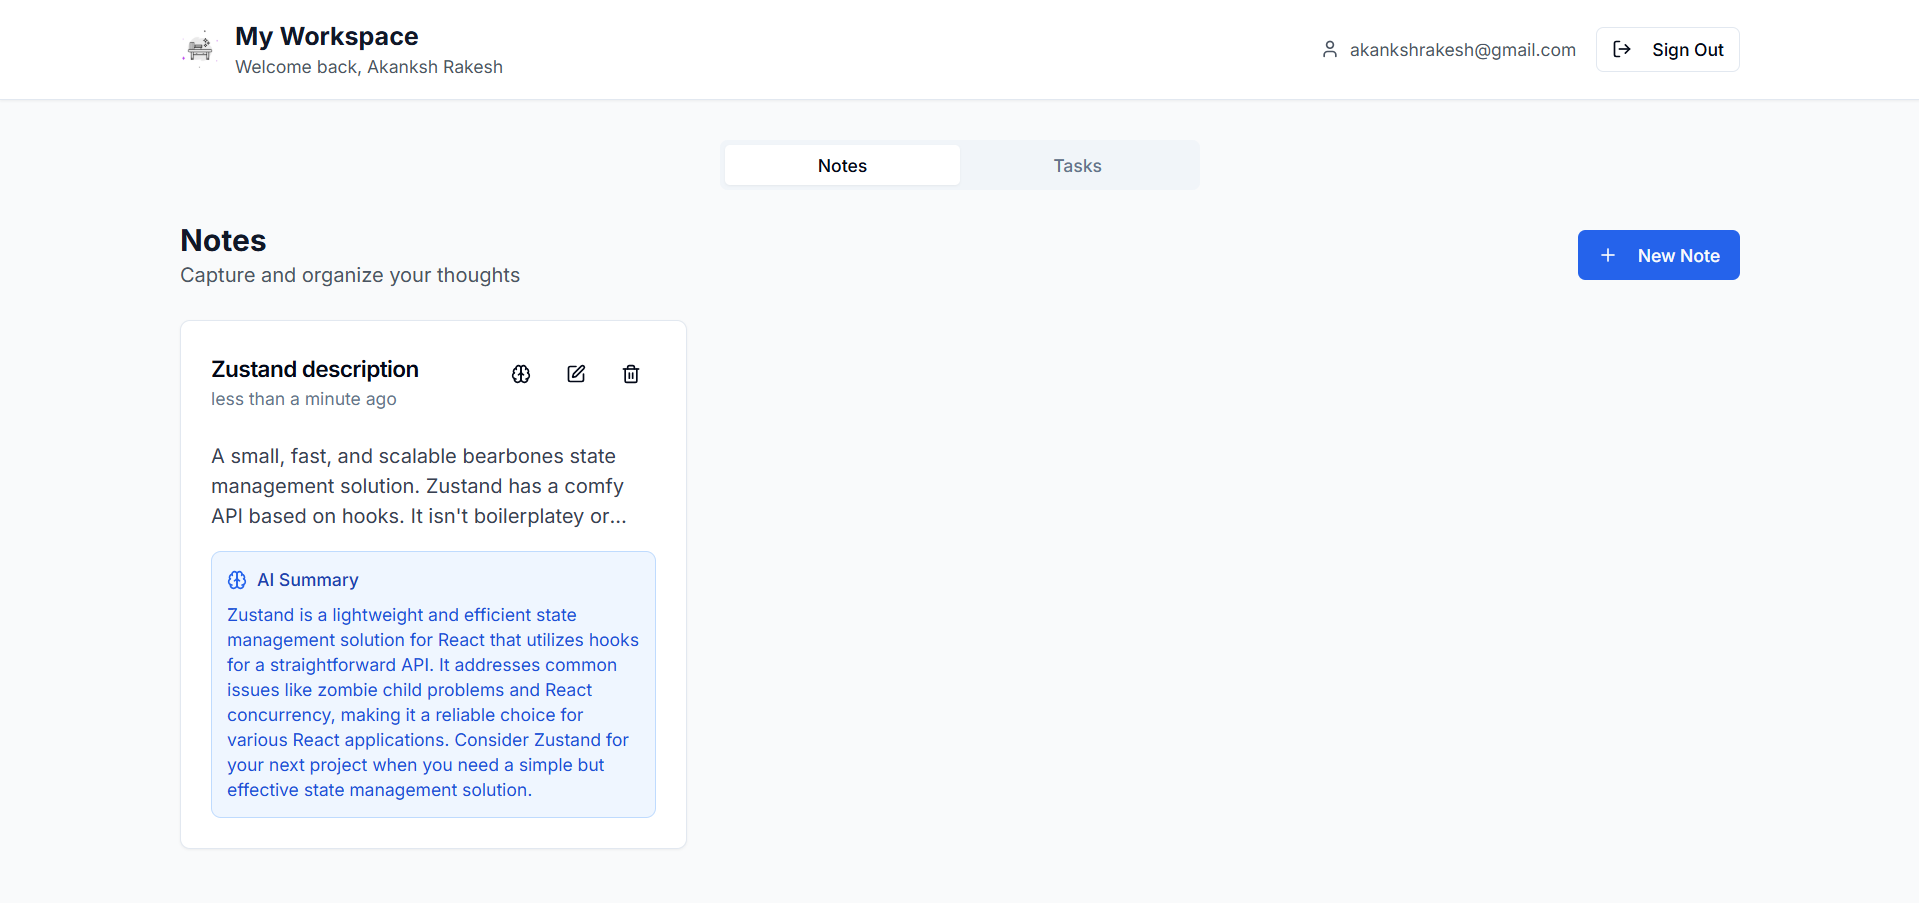 My Workspace
Welcome back, Akanksh Rakesh
akankshrakesh@gmail.com
Sign Out
Notes
Tasks
Notes
Capture and organize your thoughts
New Note
Zustand description
less than a minute ago
A small, fast, and scalable bearbones state
management solution. Zustand has a comfy
API based on hooks. It isn't boilerplatey or...
AI Summary
Zustand is a lightweight and efficient state
management solution for React that utilizes hooks
for a straightforward API. It addresses common
issues like zombie child problems and React
concurrency, making it a reliable choice for
various React applications. Consider Zustand for
your next project when you need a simple but
effective state management solution.